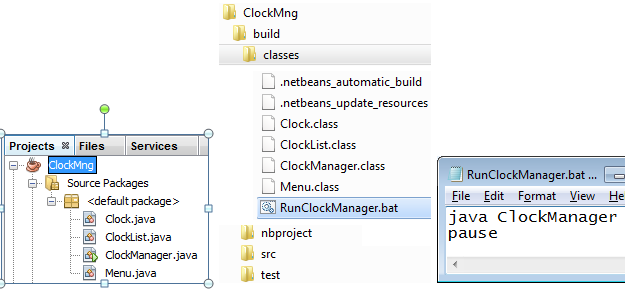 Projects Files Services
ClockMng
Source Packages
<default package>
Clock.java
ClockList.java
ClockManager.java
Menu.java
ClockMng
build
classes
.netbeans_automatic_build
.netbeans_update_resources
Clock.class
ClockList.class
ClockManager.class
Menu.class
RunClockManager.bat
nbproject
src
test
RunClockManager.bat ...
File Edit Format View Help
java ClockManager
pause